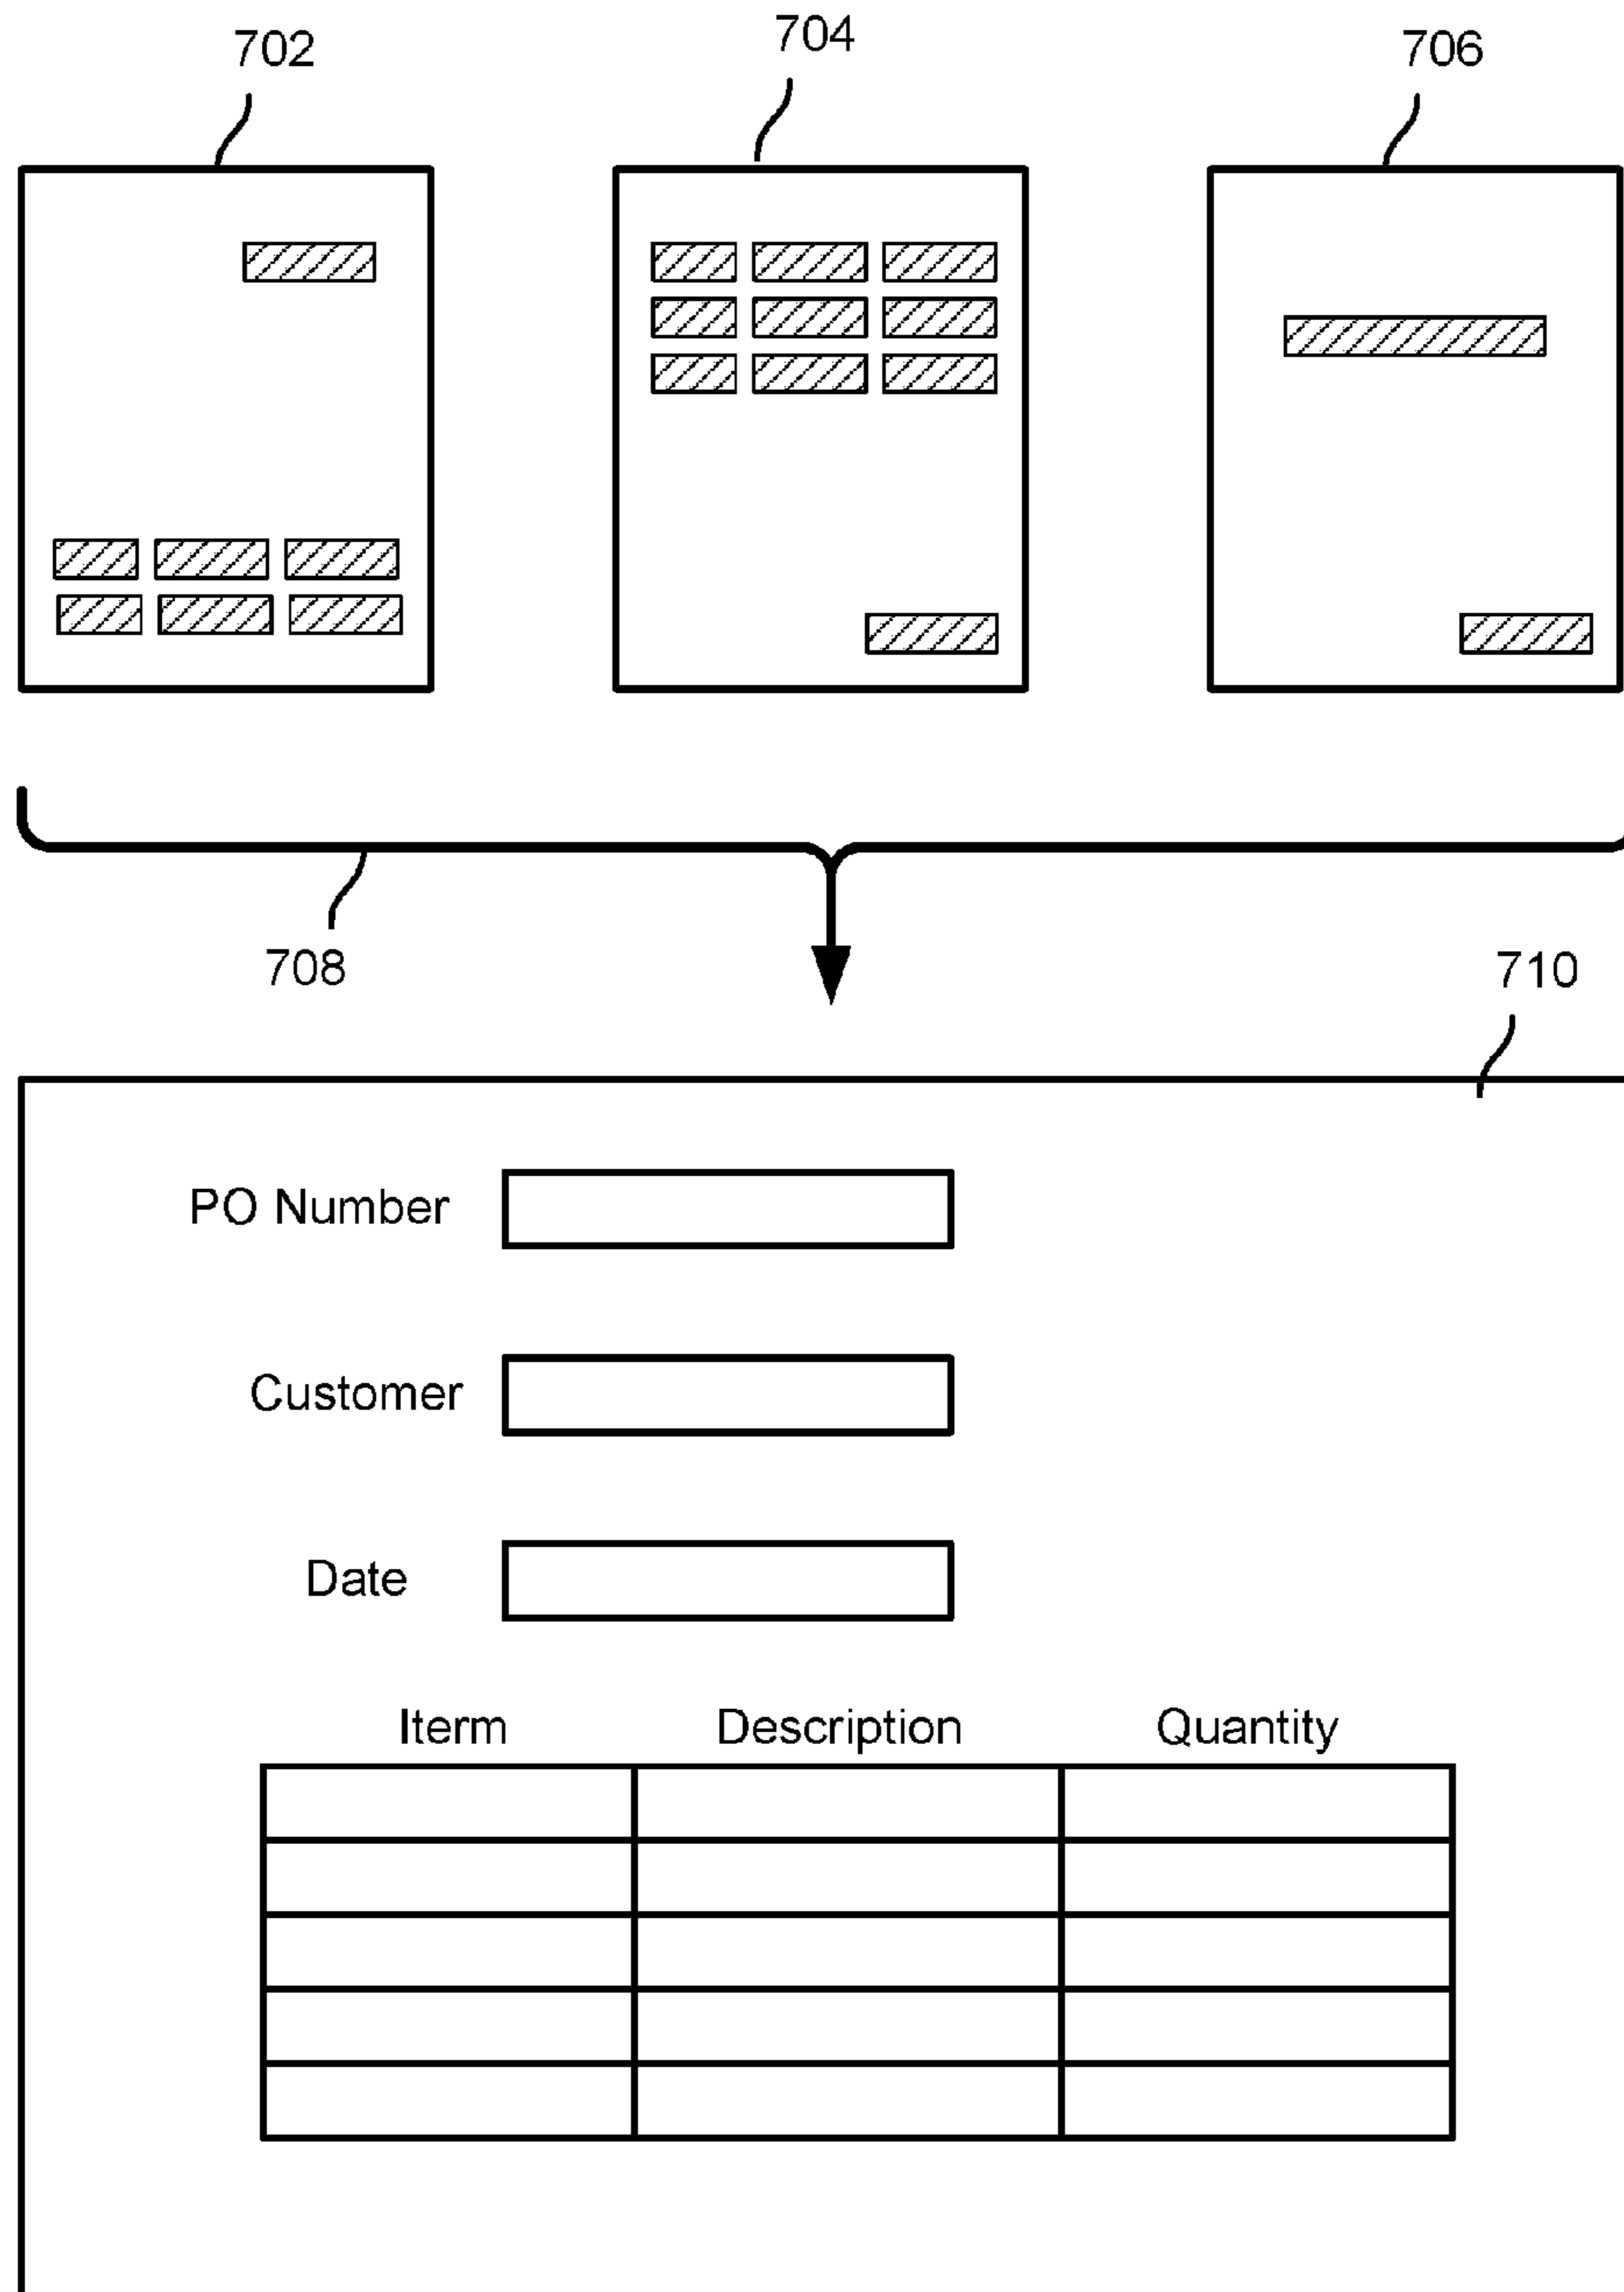 702
704
706
708
710
PO Number
Customer
Date
Iterm Description Quantity